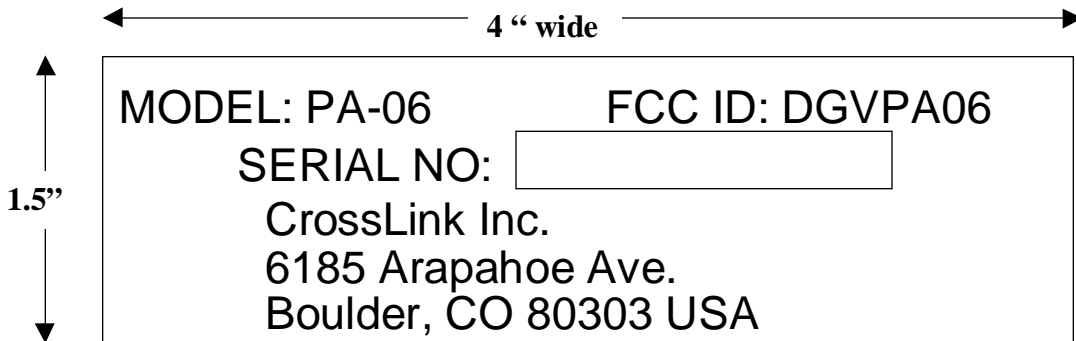 4 “ wide
MODEL: PA-06 FCC ID: DGVPA06
SERIAL NO:
1.5”
CrossLink Inc.
6185 Arapahoe Ave.
Boulder, CO 80303 USA